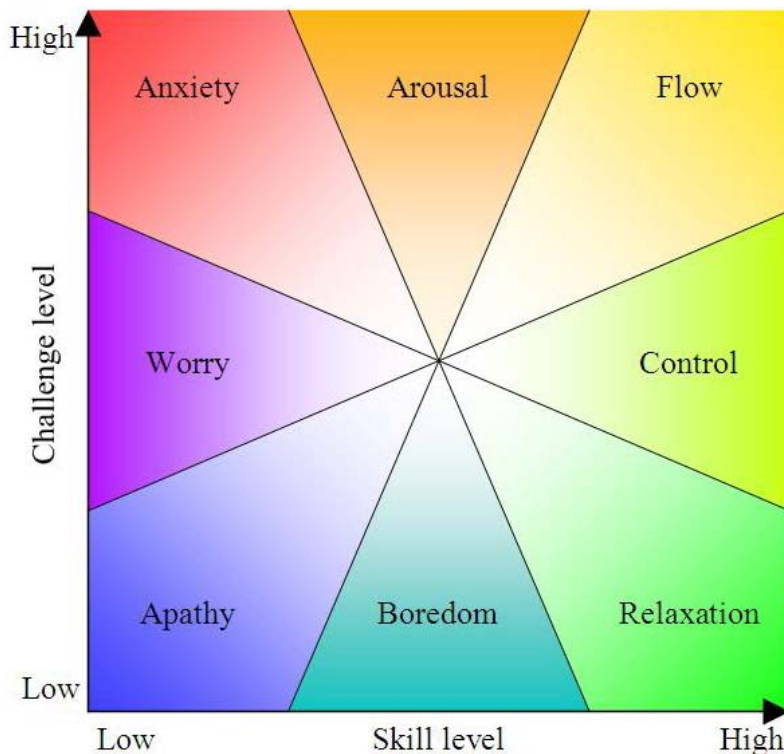 High
Anxiety
Arousal
Flow
Challenge level
Worry
Control
Apathy
Boredom
Relaxation
Low
Low
Skill level
High